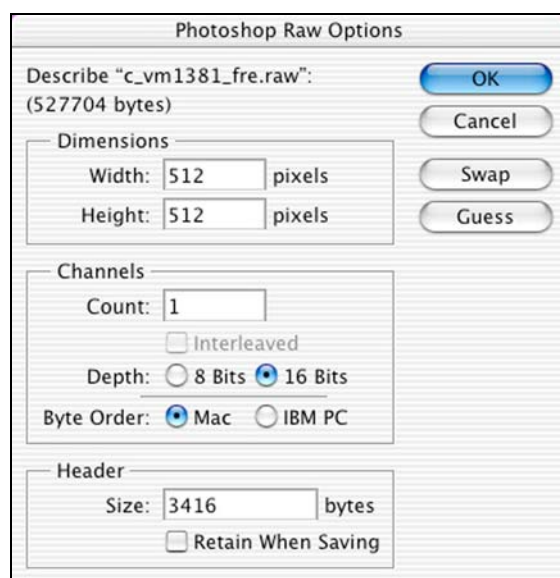 Photoshop Raw Options
Describe “c_vm1381_fre.raw”:
(527704 bytes)
OK
Cancel
Swap
Guess
Dimensions
Width: 512 pixels
Height: 512 pixels
Channels
Count: 1
Interleaved
Depth: 8 Bits 16 Bits
Byte Order: Mac IBM PC
Header
Size: 3416 bytes
Retain When Saving